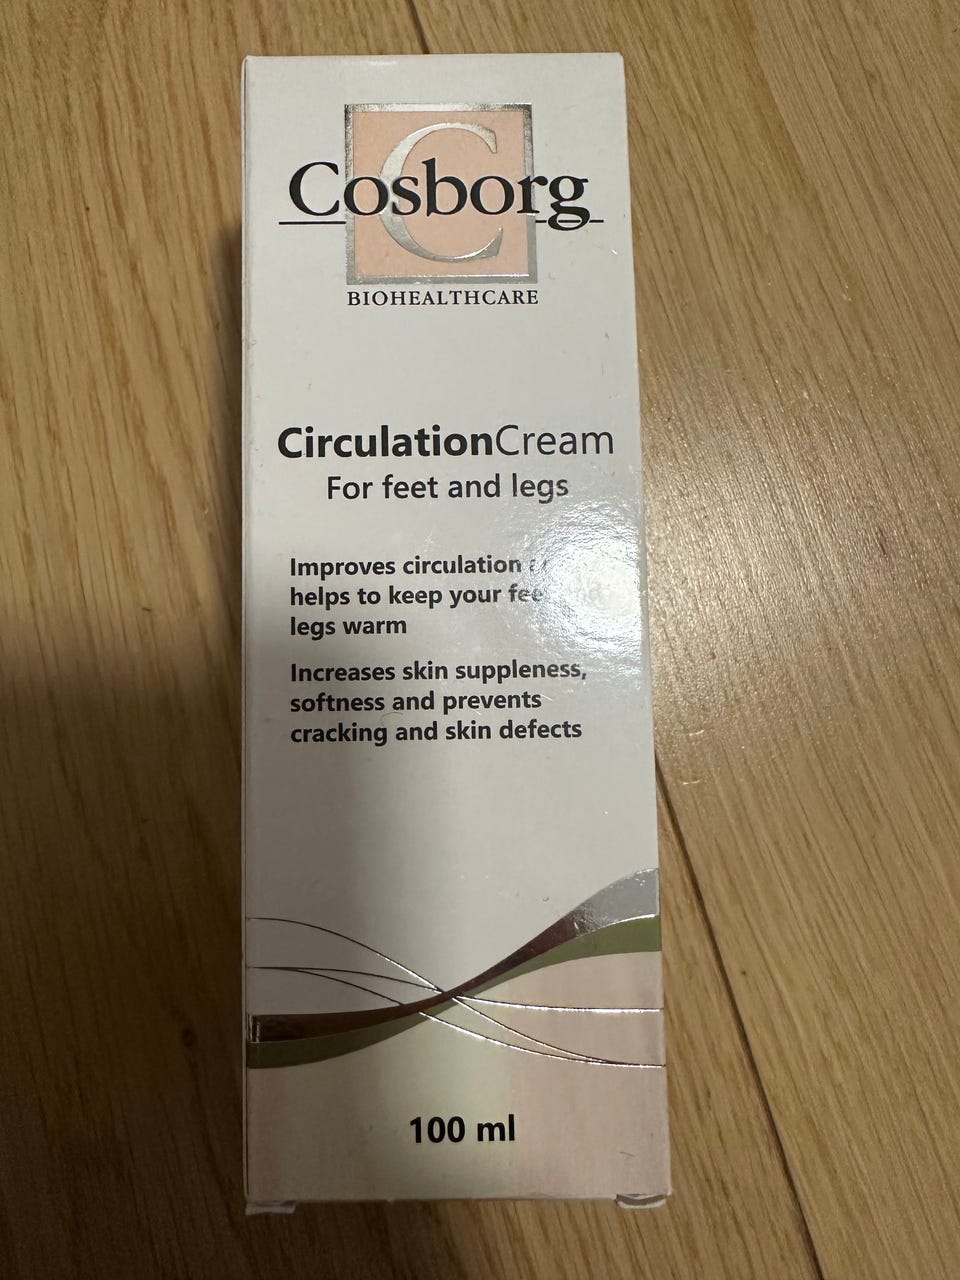 C
Cosborg
BIOHEALTHCARE
CirculationCream
For feet and legs
Improves circulation
helps to keep your
legs warm
Increases skin suppleness,
softness and prevents
cracking and skin defects
100 ml